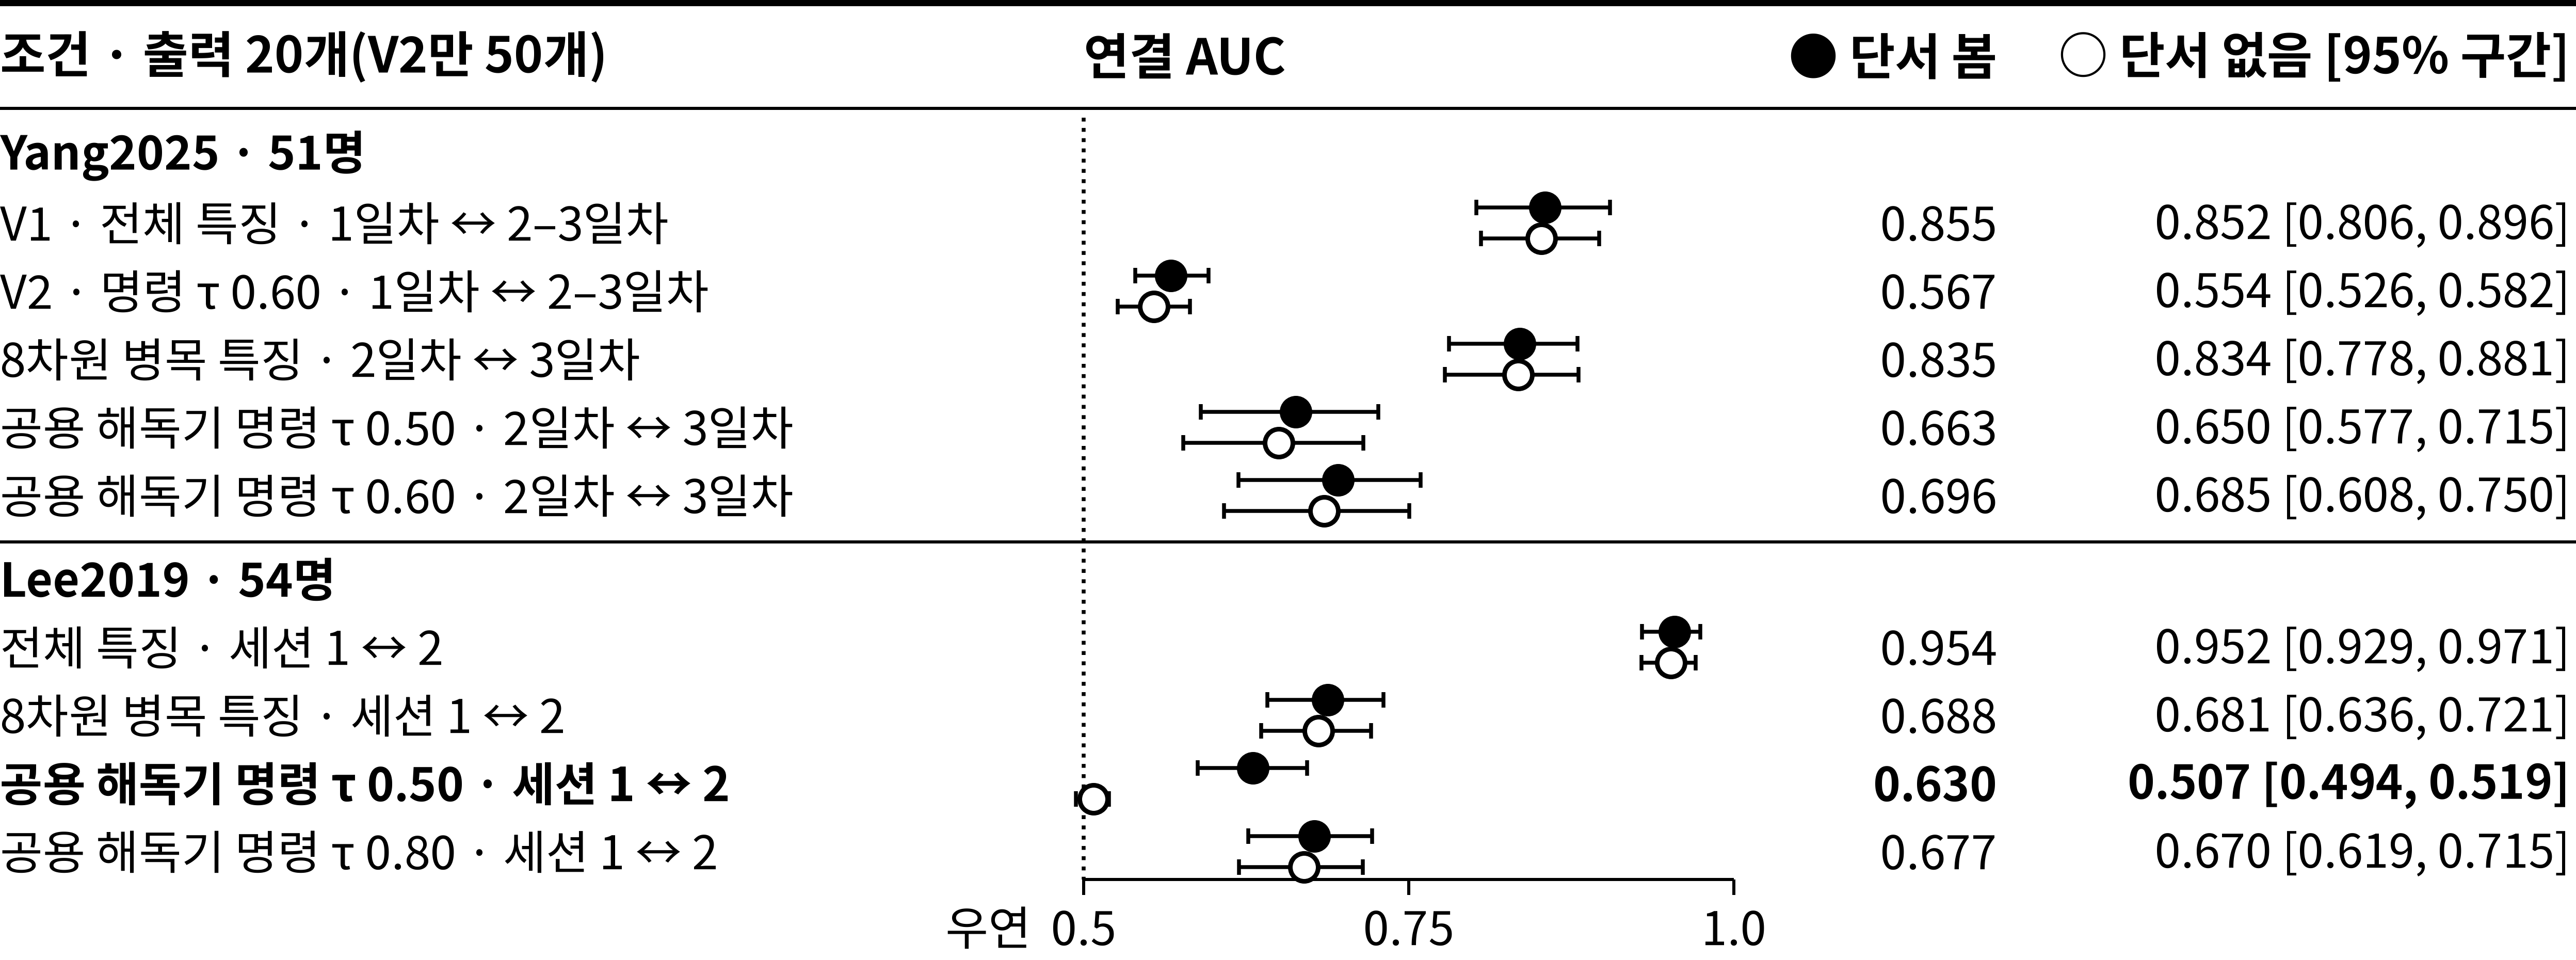 조건 · 출력 20개(V2만 50개) 연결 AUC ● 단서 봄 ○ 단서 없음 [95% 구간]
Yang2025 · 51명
V1 · 전체 특징 · 1일차 ↔ 2–3일차 0.855 0.852 [0.806, 0.896]
V2 · 명령 τ 0.60 · 1일차 ↔ 2–3일차 0.567 0.554 [0.526, 0.582]
8차원 병목 특징 · 2일차 ↔ 3일차 0.835 0.834 [0.778, 0.881]
공용 해독기 명령 τ 0.50 · 2일차 ↔ 3일차 0.663 0.650 [0.577, 0.715]
공용 해독기 명령 τ 0.60 · 2일차 ↔ 3일차 0.696 0.685 [0.608, 0.750]
Lee2019 · 54명
전체 특징 · 세션 1 ↔ 2 0.954 0.952 [0.929, 0.971]
8차원 병목 특징 · 세션 1 ↔ 2 0.688 0.681 [0.636, 0.721]
공용 해독기 명령 τ 0.50 · 세션 1 ↔ 2 0.630 0.507 [0.494, 0.519]
공용 해독기 명령 τ 0.80 · 세션 1 ↔ 2 0.677 0.670 [0.619, 0.715]
우연 0.5 0.75 1.0